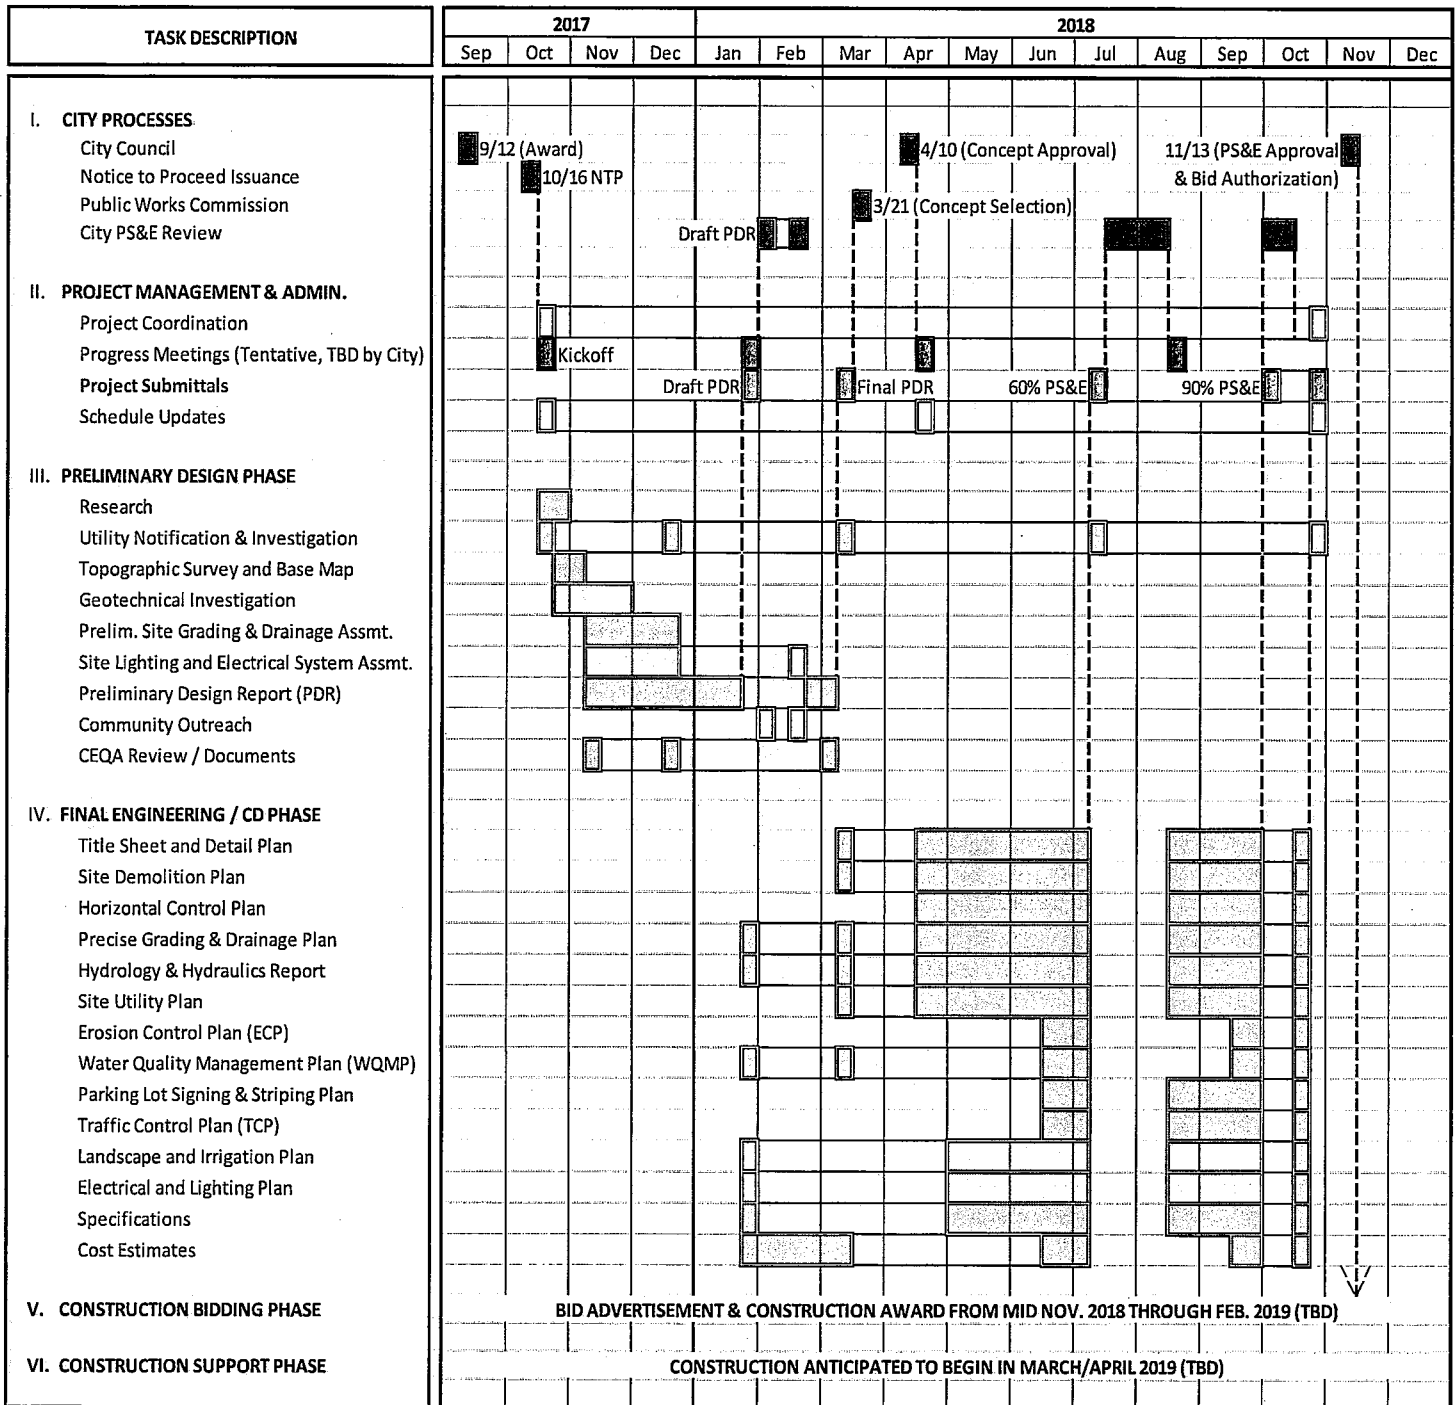 TASK DESCRIPTION
2017
2018
Sep Oct Nov Dec Jan Feb Mar Apr May Jun Jul Aug Sep Oct Nov Dec
I. CITY PROCESSES
City Council 9/12 (Award) 4/10 (Concept Approval) 11/13 (PS&E Approval
Notice to Proceed Issuance 10/16 NTP & Bid Authorization)
Public Works Commission 3/21 (Concept Selection)
City PS&E Review Draft PDR
II. PROJECT MANAGEMENT & ADMIN.
Project Coordination
Progress Meetings (Tentative, TBD by City) Kickoff
Project Submittals Draft PDR Final PDR 60% PS&E 90% PS&E
Schedule Updates
III. PRELIMINARY DESIGN PHASE
Research
Utility Notification & Investigation
Topographic Survey and Base Map
Geotechnical Investigation
Prelim. Site Grading & Drainage Assmt.
Site Lighting and Electrical System Assmt.
Preliminary Design Report (PDR)
Community Outreach
CEQA Review / Documents
IV. FINAL ENGINEERING / CD PHASE
Title Sheet and Detail Plan
Site Demolition Plan
Horizontal Control Plan
Precise Grading & Drainage Plan
Hydrology & Hydraulics Report
Site Utility Plan
Erosion Control Plan (ECP)
Water Quality Management Plan (WQMP)
Parking Lot Signing & Striping Plan
Traffic Control Plan (TCP)
Landscape and Irrigation Plan
Electrical and Lighting Plan
Specifications
Cost Estimates
V. CONSTRUCTION BIDDING PHASE BID ADVERTISEMENT & CONSTRUCTION AWARD FROM MID NOV. 2018 THROUGH FEB. 2019 (TBD)
VI. CONSTRUCTION SUPPORT PHASE CONSTRUCTION ANTICIPATED TO BEGIN IN MARCH/APRIL 2019 (TBD)